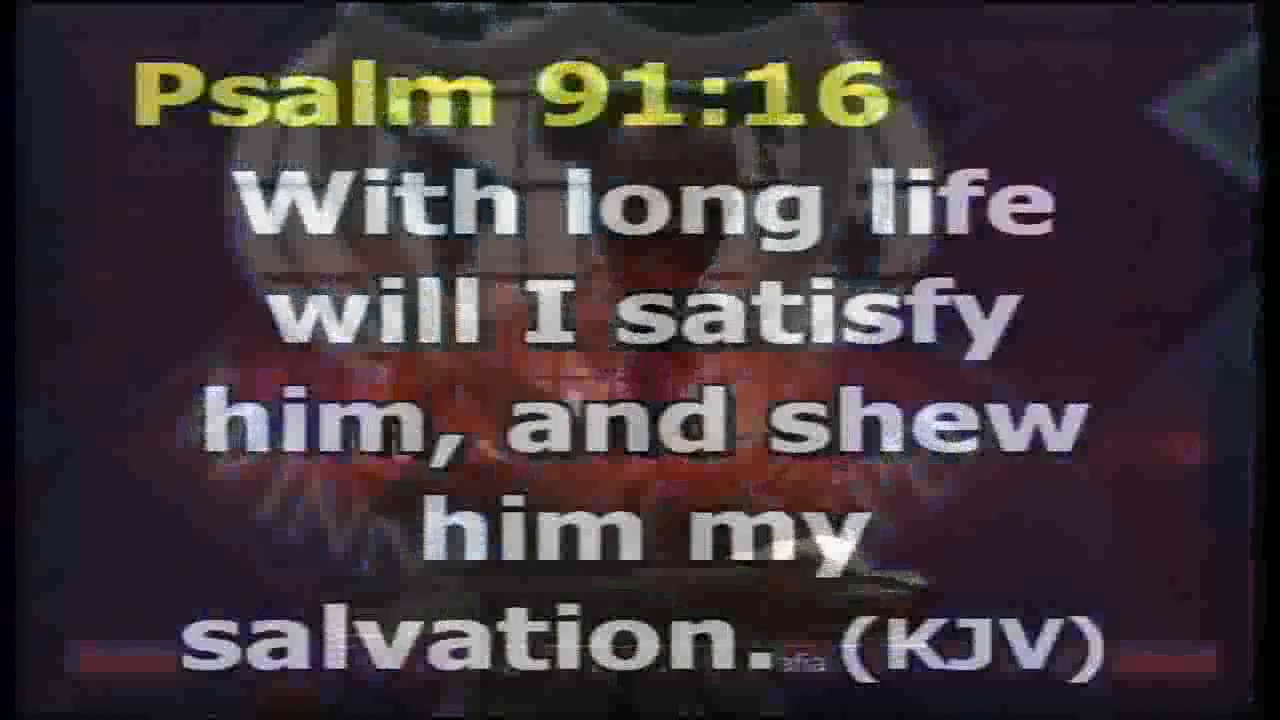 Psalm 91:16
With long life
will I satisfy
him, and shew
him my
salvation. (KJV)